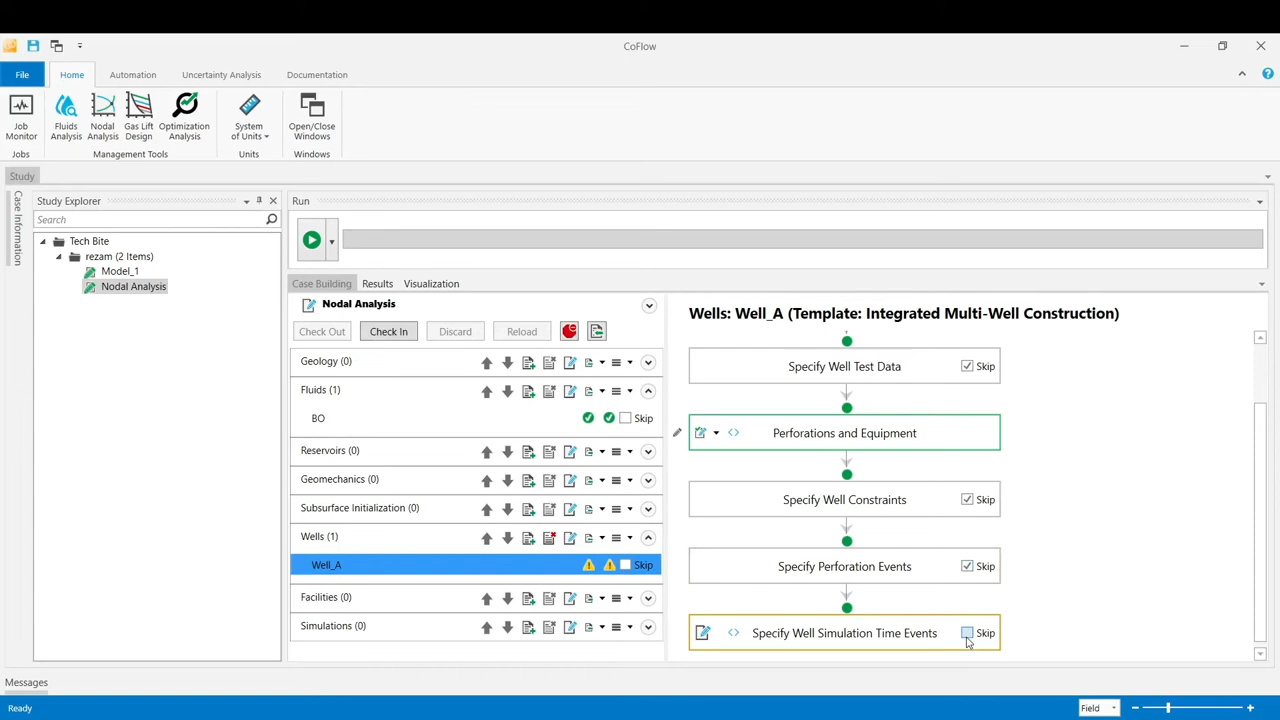 CoFlow
File Home Automation Uncertainty Analysis Documentation
Job Monitor
Fluids Analysis
Nodal Analysis
Gas Lift Design
Optimization Analysis
System of Units
Open/Close Windows
Jobs Management Tools Units Windows
Study
Case Information
Study Explorer
Search
Tech Bite
rezam (2 Items)
Model_1
Nodal Analysis
Run
Case Building Results Visualization
Nodal Analysis
Check Out Check In Discard Reload
Geology (0)
Fluids (1)
BO Skip
Reservoirs (0)
Geomechanics (0)
Subsurface Initialization (0)
Wells (1)
Well_A Skip
Facilities (0)
Simulations (0)
Wells: Well_A (Template: Integrated Multi-Well Construction)
Specify Well Test Data Skip
Perforations and Equipment
Specify Well Constraints Skip
Specify Perforation Events Skip
Specify Well Simulation Time Events Skip
Messages
Ready Field